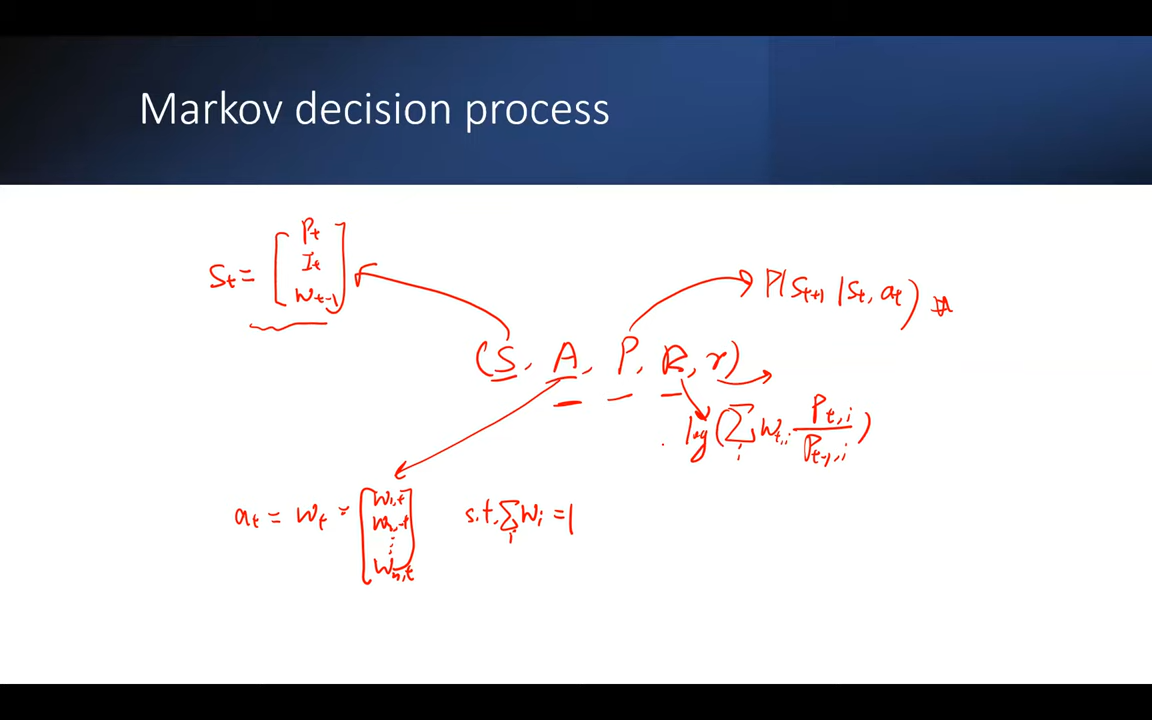 Markov decision process
St = [ Pt
It
Wt-1 ]
P(St+1 | St, at)
(S, A, P, R, γ)
log(∑i Wt,i Pt,i / Pt-1,i)
at = Wt = [ W1,t
W2,t
⋮
Wn,t ]
s.t. ∑i Wi = 1